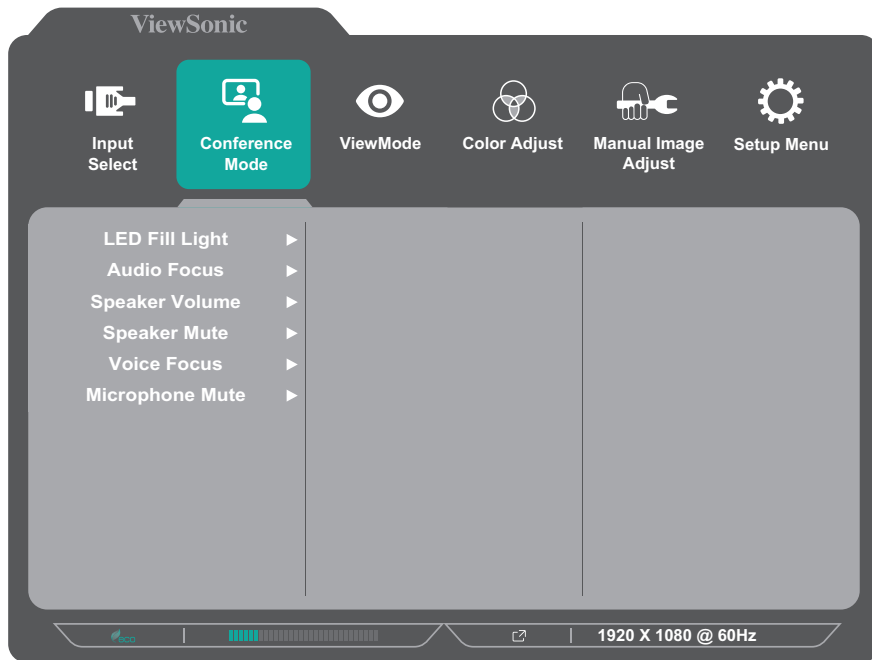 ViewSonic
Input
Select
Conference
Mode
ViewMode
Color Adjust
Manual Image
Adjust
Setup Menu
LED Fill Light
Audio Focus
Speaker Volume
Speaker Mute
Voice Focus
Microphone Mute
eco
1920 X 1080 @ 60Hz